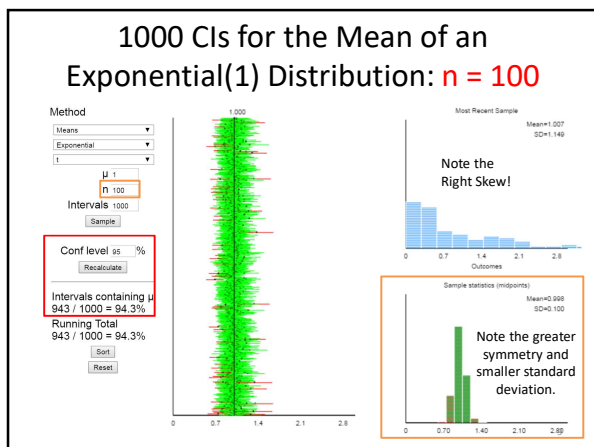 1000 CIs for the Mean of an
Exponential(1) Distribution: n = 100
Method
Means
Exponential
t
μ 1
n 100
Intervals 1000
Sample
Conf level 95 %
Recalculate
Intervals containing μ
943 / 1000 = 94.3%
Running Total
943 / 1000 = 94.3%
Sort
Reset
1.000
0 0.7 1.4 2.1 2.8
Most Recent Sample
Mean=1.007
SD=1.149
Note the
Right Skew!
0 0.7 1.4 2.1 2.8
Outcomes
Sample statistics (midpoints)
Mean=0.998
SD=0.100
Note the greater
symmetry and
smaller standard
deviation.
0 0.70 1.40 2.1 2.8